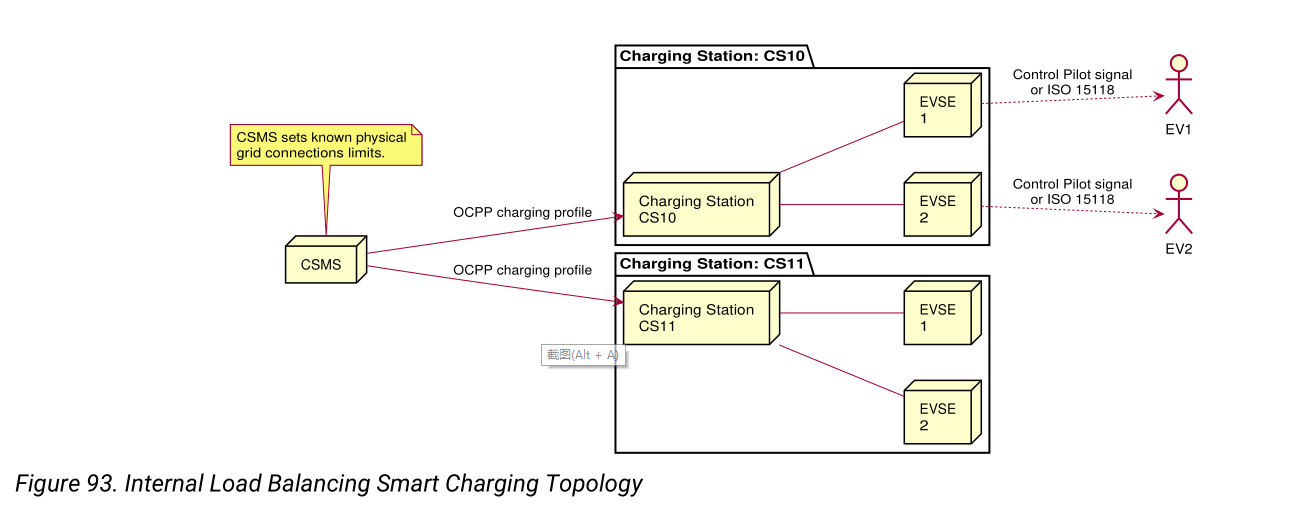 Charging Station: CS10
EVSE
1
Control Pilot signal
or ISO 15118
EV1
CSMS sets known physical
grid connections limits.
Charging Station
CS10
EVSE
2
Control Pilot signal
or ISO 15118
EV2
OCPP charging profile
CSMS
OCPP charging profile
Charging Station: CS11
Charging Station
CS11
EVSE
1
截图(Alt + A)
EVSE
2
Figure 93. Internal Load Balancing Smart Charging Topology